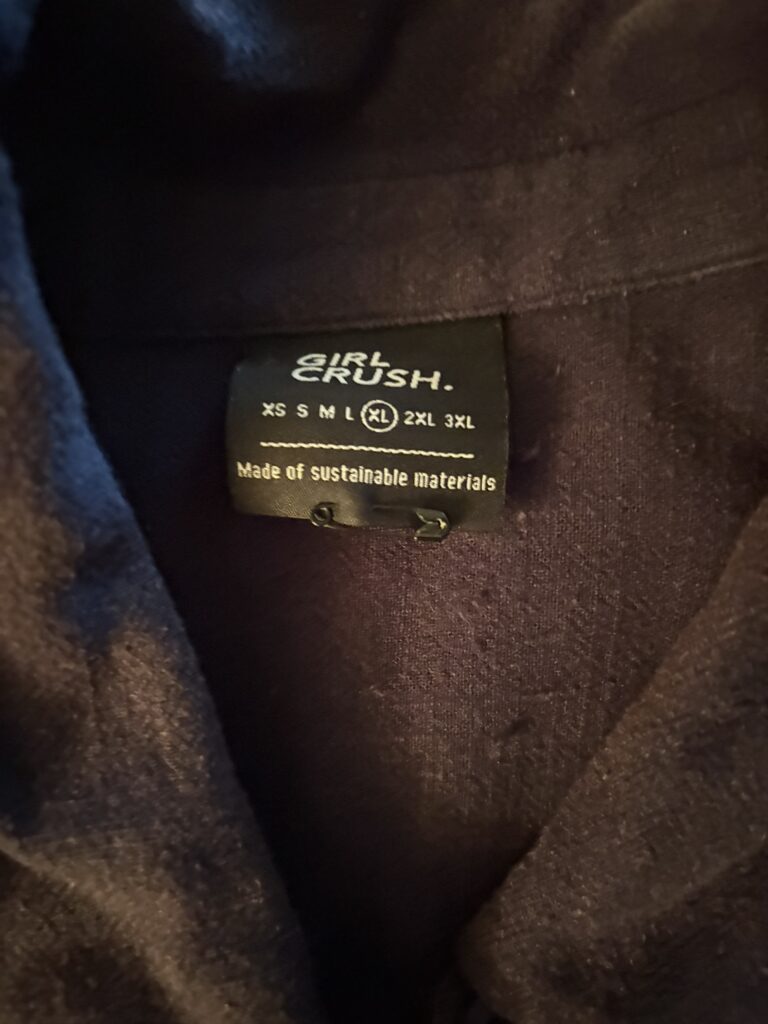 GIRL
CRUSH.
XS S M L XL 2XL 3XL
Made of sustainable materials